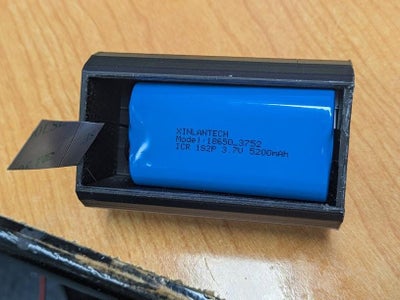 XINLANTECH
Model:18650_3752
ICR 1S2P 3.7V 5200mAh